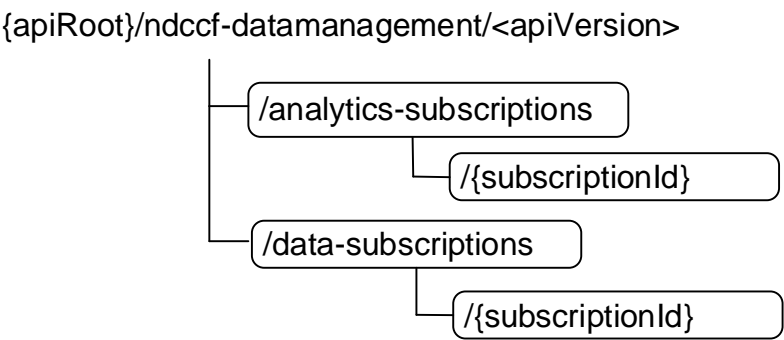 {apiRoot}/ndccf-datamanagement/<apiVersion>
/analytics-subscriptions
/{subscriptionId}
/data-subscriptions
/{subscriptionId}